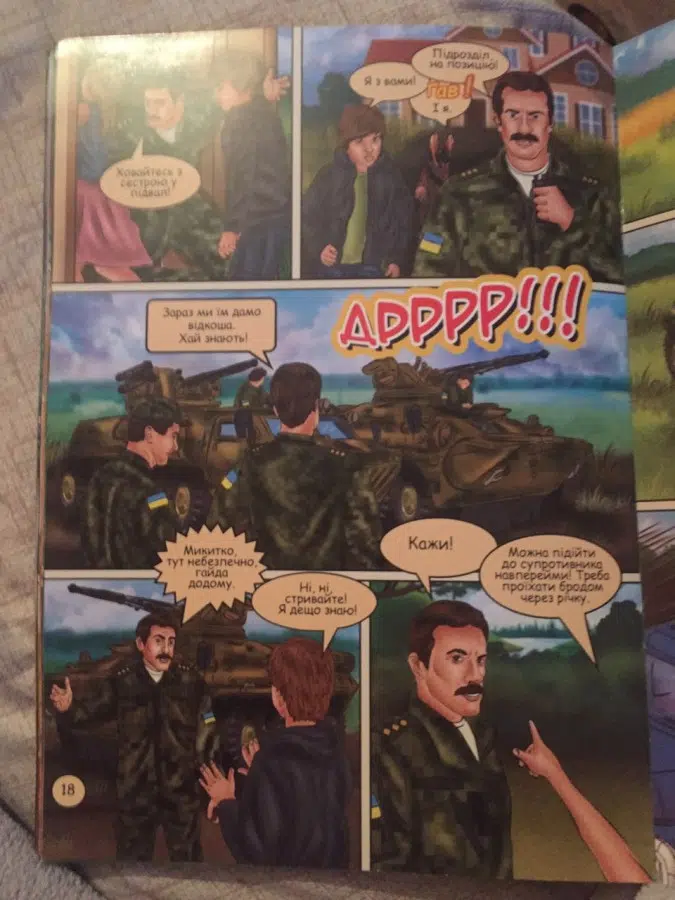 Ховайтесь з
сестрою у
підвал!
Я з вами!
Підрозділ,
на позицію!
гав!
І я.
Зараз ми їм дамо
відкоша.
Хай знають!
ДРРРР!!!
Микитко,
тут небезпечно,
гайда
додому.
Ні, ні,
стривайте!
Я дещо знаю!
Кажи!
Можна підійти
до супротивника
навперейми! Треба
проїхати бродом
через річку.
18